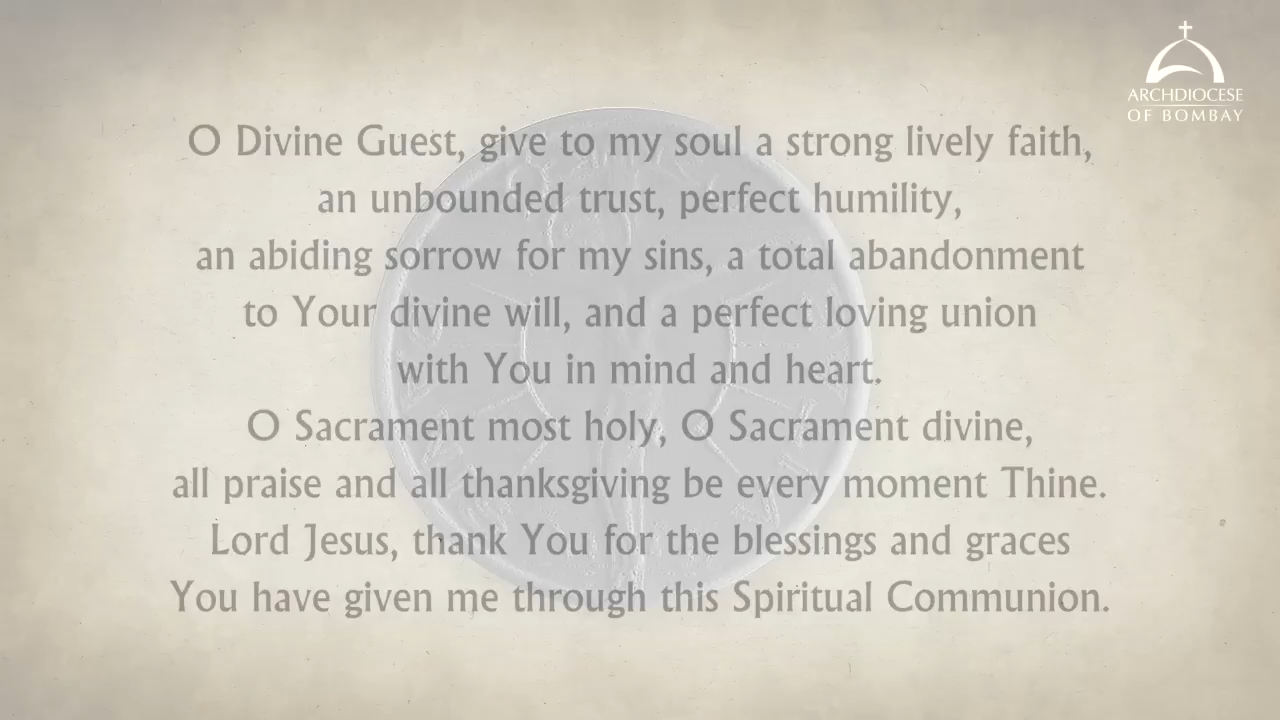 ARCHDIOCESE
OF BOMBAY
O Divine Guest, give to my soul a strong lively faith,
an unbounded trust, perfect humility,
an abiding sorrow for my sins, a total abandonment
to Your divine will, and a perfect loving union
with You in mind and heart.
O Sacrament most holy, O Sacrament divine,
all praise and all thanksgiving be every moment Thine.
Lord Jesus, thank You for the blessings and graces
You have given me through this Spiritual Communion.